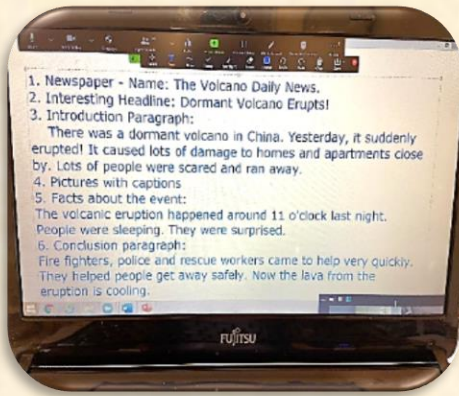 1. Newspaper - Name: The Volcano Daily News.
2. Interesting Headline: Dormant Volcano Erupts!
3. Introduction Paragraph:
There was a dormant volcano in China. Yesterday, it suddenly
erupted! It caused lots of damage to homes and apartments close
by. Lots of people were scared and ran away.
4. Pictures with captions
5. Facts about the event:
The volcanic eruption happened around 11 o'clock last night.
People were sleeping. They were surprised.
6. Conclusion paragraph:
Fire fighters, police and rescue workers came to help very quickly.
They helped people get away safely. Now the lava from the
eruption is cooling.
FUJITSU